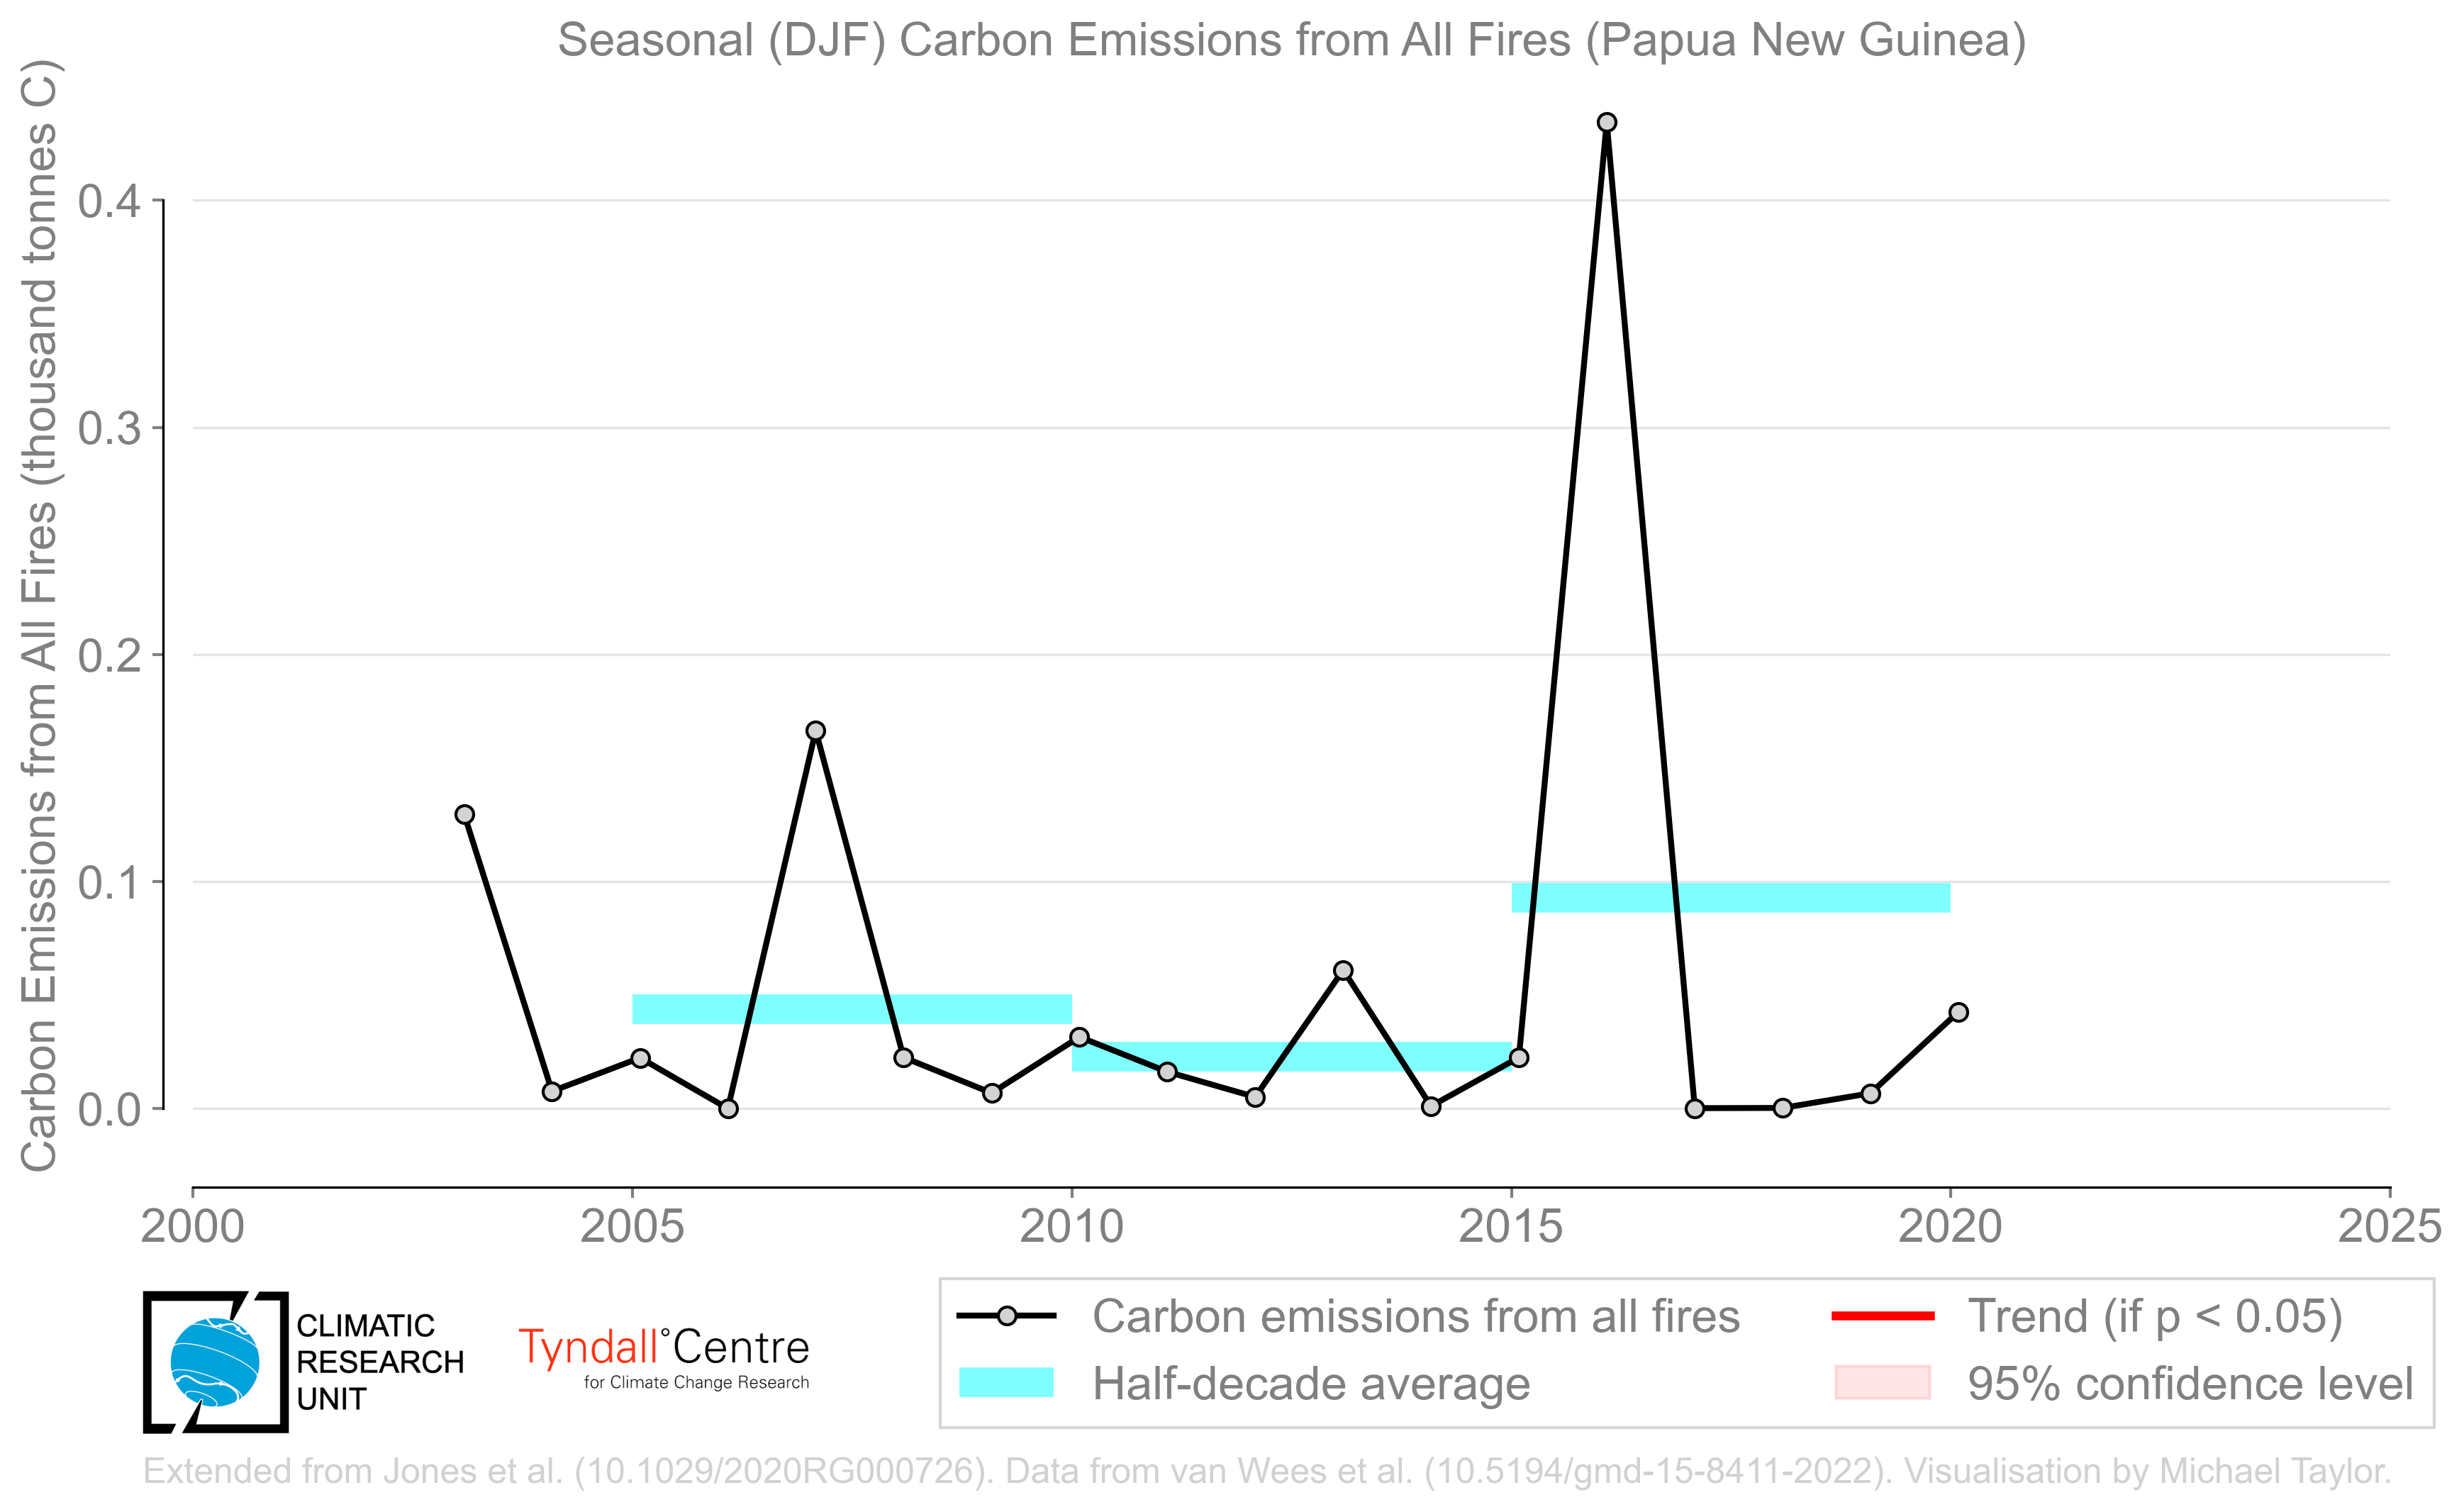 Seasonal (DJF) Carbon Emissions from All Fires (Papua New Guinea)
Carbon Emissions from All Fires (thousand tonnes C)
0.4
0.3
0.2
0.1
0.0
2000 2005 2010 2015 2020 2025
CLIMATIC
RESEARCH
UNIT
Tyndall°Centre
for Climate Change Research
Carbon emissions from all fires
Half-decade average
Trend (if p < 0.05)
95% confidence level
Extended from Jones et al. (10.1029/2020RG000726). Data from van Wees et al. (10.5194/gmd-15-8411-2022). Visualisation by Michael Taylor.